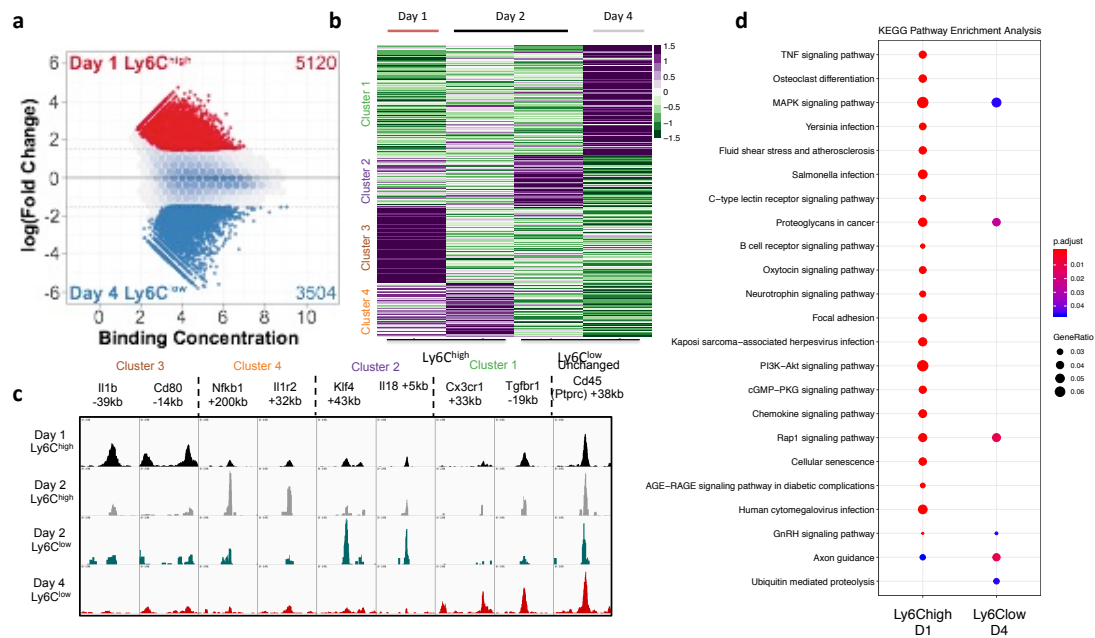 a
6
4
2
0
-2
-4
-6
log(Fold Change)
Day 1 Ly6Chigh
5120
Day 4 Ly6Clow
3504
0 2 4 6 8 10
Binding Concentration
b
Day 1 Day 2 Day 4
Cluster 1
Cluster 2
Cluster 3
Cluster 4
1.5
1
0.5
0
−0.5
−1
−1.5
Ly6Chigh Ly6Clow
c
Cluster 3 Cluster 4 Cluster 2 Cluster 1 Unchanged
Il1b Cd80 Nfkb1 Il1r2 Klf4 Il18 +5kb Cx3cr1 Tgfbr1 Cd45
-39kb -14kb +200kb +32kb +43kb +33kb -19kb (Ptprc) +38kb
Day 1
Ly6Chigh
Day 2
Ly6Chigh
Day 2
Ly6Clow
Day 4
Ly6Clow
d
KEGG Pathway Enrichment Analysis
TNF signaling pathway
Osteoclast differentiation
MAPK signaling pathway
Yersinia infection
Fluid shear stress and atherosclerosis
Salmonella infection
C−type lectin receptor signaling pathway
Proteoglycans in cancer
B cell receptor signaling pathway
Oxytocin signaling pathway
Neurotrophin signaling pathway
Focal adhesion
Kaposi sarcoma−associated herpesvirus infection
PI3K−Akt signaling pathway
cGMP−PKG signaling pathway
Chemokine signaling pathway
Rap1 signaling pathway
Cellular senescence
AGE−RAGE signaling pathway in diabetic complications
Human cytomegalovirus infection
GnRH signaling pathway
Axon guidance
Ubiquitin mediated proteolysis
Ly6Chigh Ly6Clow
D1 D4
p.adjust
0.01
0.02
0.03
0.04
GeneRatio
0.03
0.04
0.05
0.06